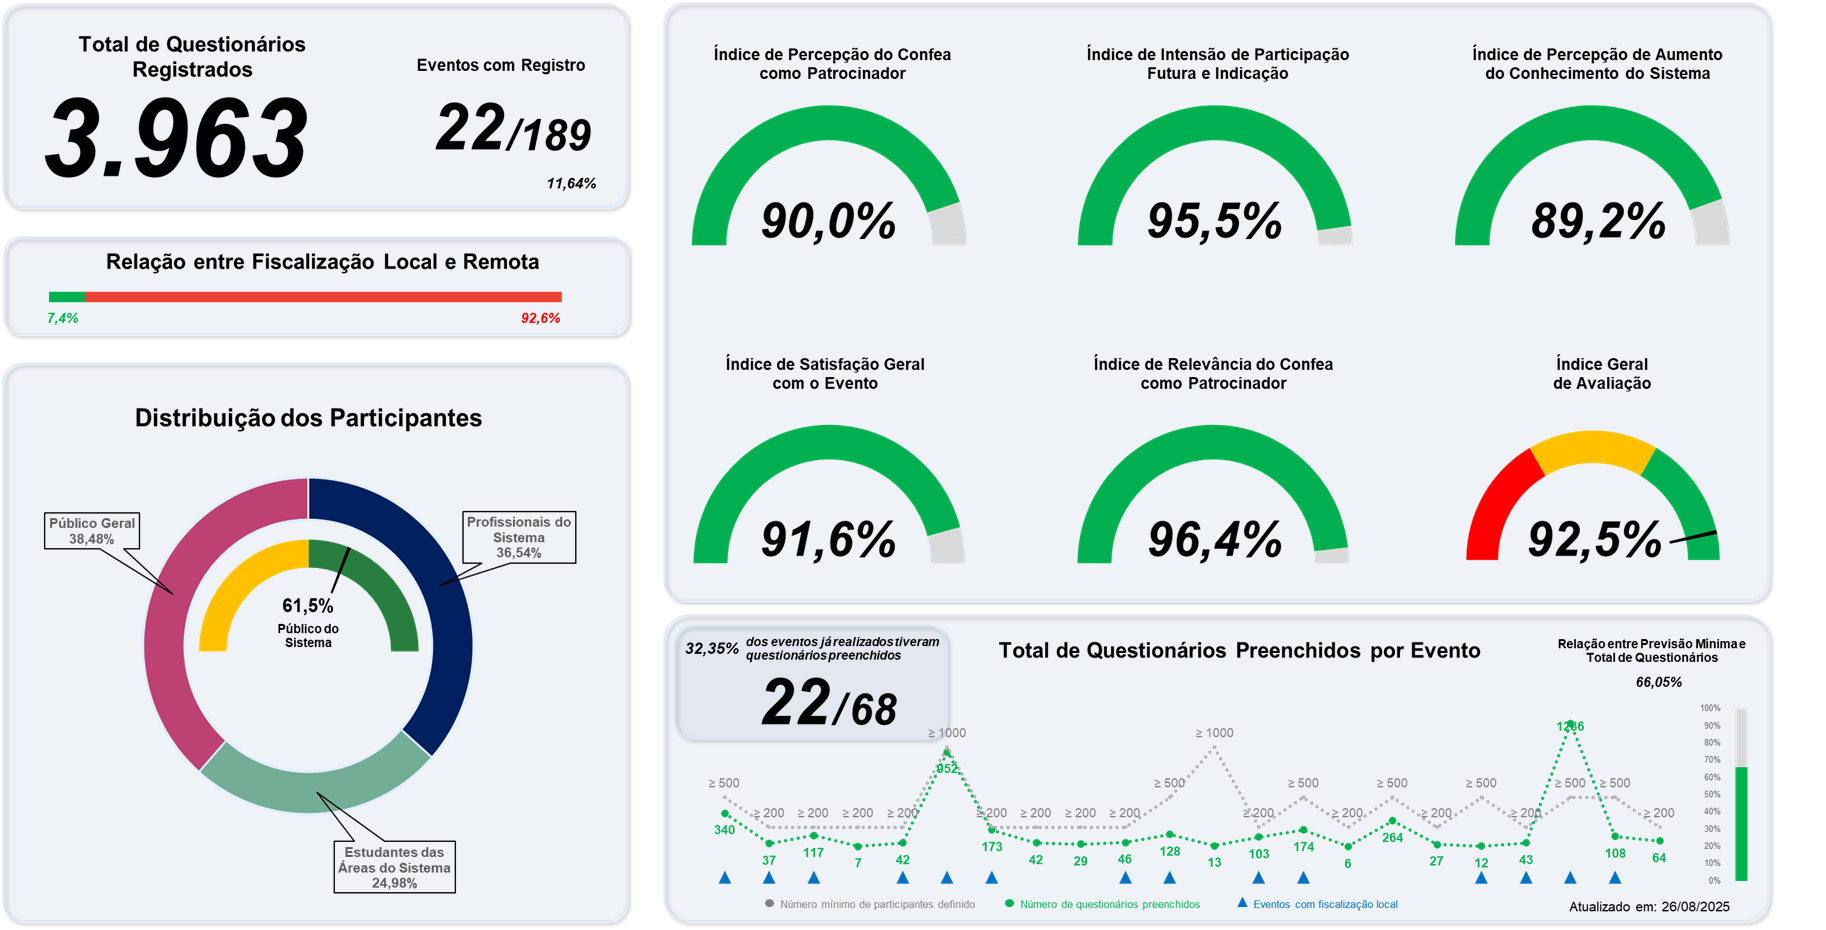 Total de Questionários
Registrados
3.963
Eventos com Registro
22/189
11,64%
Relação entre Fiscalização Local e Remota
7,4%
92,6%
Distribuição dos Participantes
Público Geral
38,48%
Profissionais do
Sistema
36,54%
61,5%
Público do
Sistema
Estudantes das
Áreas do Sistema
24,98%
Índice de Percepção do Confea
como Patrocinador
90,0%
Índice de Intensão de Participação
Futura e Indicação
95,5%
Índice de Percepção de Aumento
do Conhecimento do Sistema
89,2%
Índice de Satisfação Geral
com o Evento
91,6%
Índice de Relevância do Confea
como Patrocinador
96,4%
Índice Geral
de Avaliação
92,5%
32,35% dos eventos já realizados tiveram
questionários preenchidos
22/68
Total de Questionários Preenchidos por Evento
Relação entre Previsão Mínima e
Total de Questionários
66,05%
≥ 500 ≥ 200 ≥ 200 ≥ 200 ≥ 200 ≥ 1000 ≥ 200 ≥ 200 ≥ 200 ≥ 200 ≥ 500 ≥ 1000 ≥ 200 ≥ 500 ≥ 200 ≥ 500 ≥ 200 ≥ 500 ≥ 200 ≥ 500 ≥ 500 ≥ 200
340 37 117 7 42 952 173 42 29 46 128 13 103 174 6 264 27 12 43 1286 108 64
100%
90%
80%
70%
60%
50%
40%
30%
20%
10%
0%
Número mínimo de participantes definido
Número de questionários preenchidos
Eventos com fiscalização local
Atualizado em: 26/08/2025